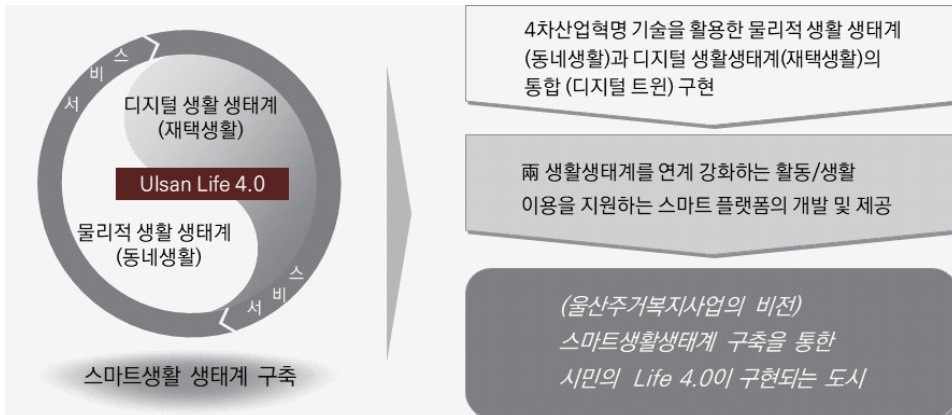 서비스
디지털 생활 생태계
(재택생활)
Ulsan Life 4.0
물리적 생활 생태계
(동네생활)
서비스
스마트생활 생태계 구축
4차산업혁명 기술을 활용한 물리적 생활 생태계
(동네생활)과 디지털 생활생태계(재택생활)의
통합 (디지털 트윈) 구현
兩 생활생태계를 연계 강화하는 활동/생활
이용을 지원하는 스마트 플랫폼의 개발 및 제공
(울산주거복지사업의 비전)
스마트생활생태계 구축을 통한
시민의 Life 4.0이 구현되는 도시